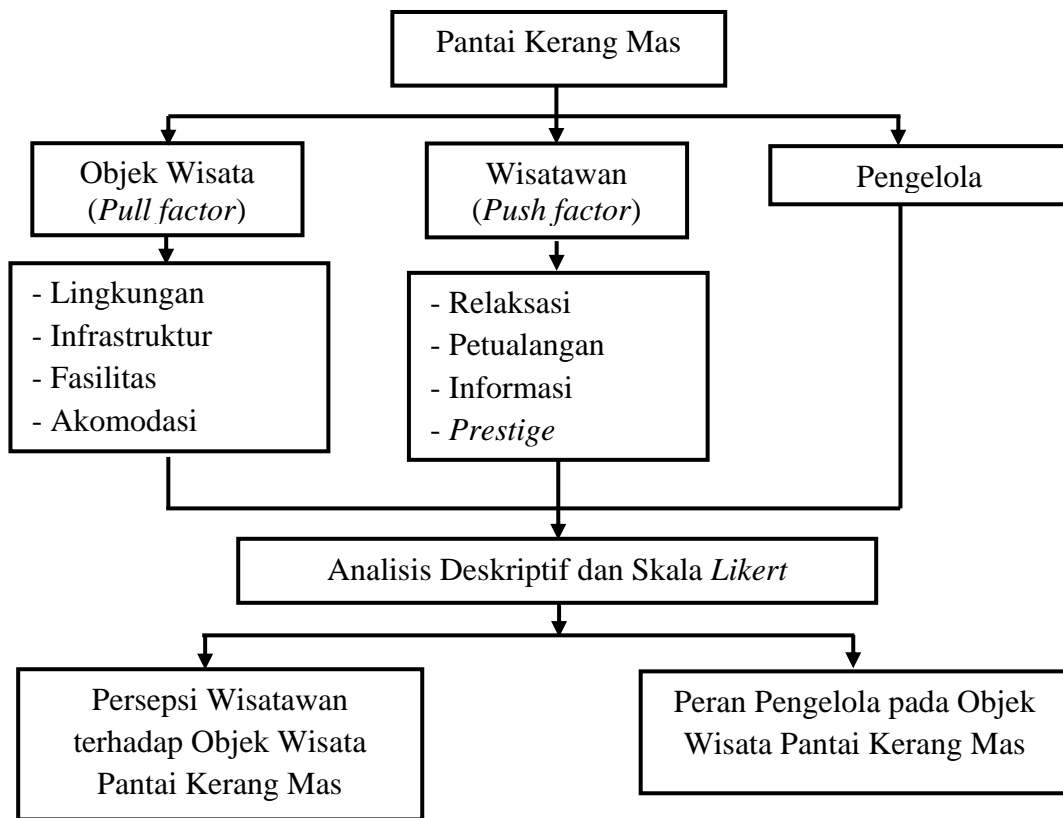 Pantai Kerang Mas
Objek Wisata
(Pull factor)
Wisatawan
(Push factor)
Pengelola
- Lingkungan
- Infrastruktur
- Fasilitas
- Akomodasi
- Relaksasi
- Petualangan
- Informasi
- Prestige
Analisis Deskriptif dan Skala Likert
Persepsi Wisatawan
terhadap Objek Wisata
Pantai Kerang Mas
Peran Pengelola pada Objek
Wisata Pantai Kerang Mas